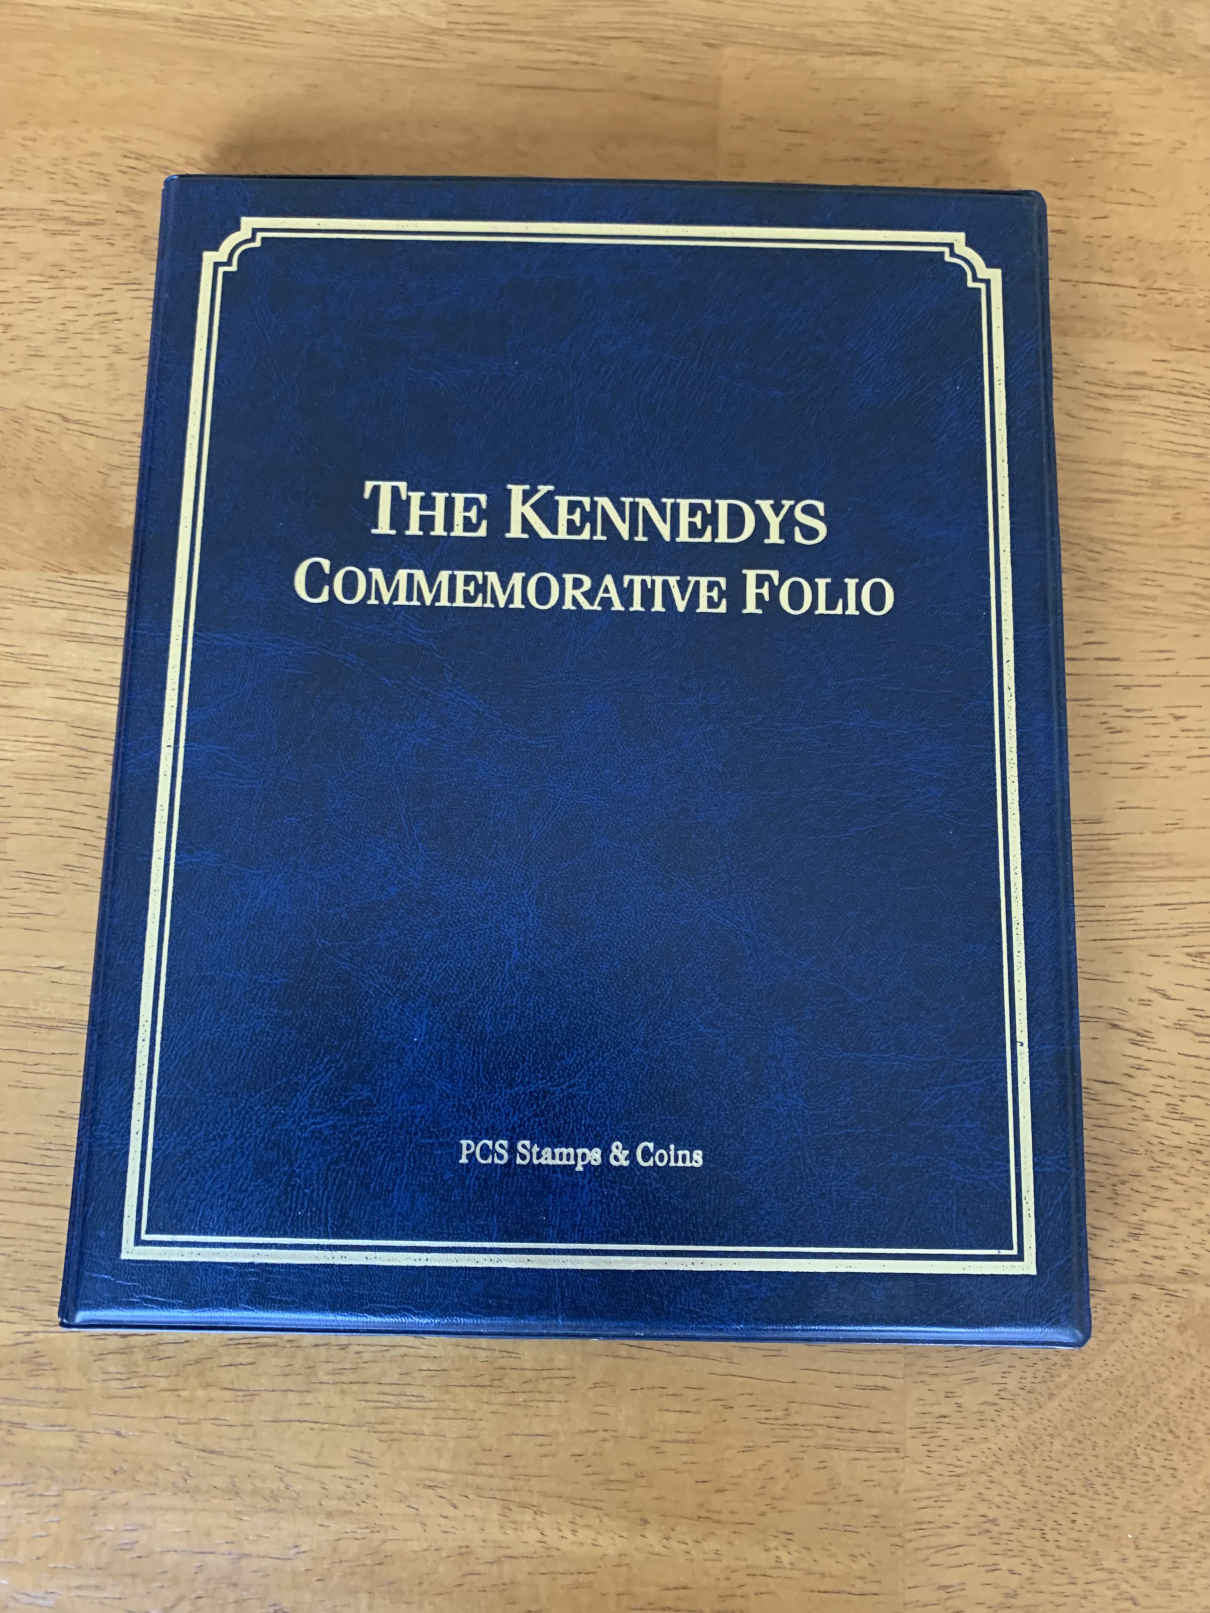 THE KENNEDYS
COMMEMORATIVE FOLIO
PCS Stamps & Coins